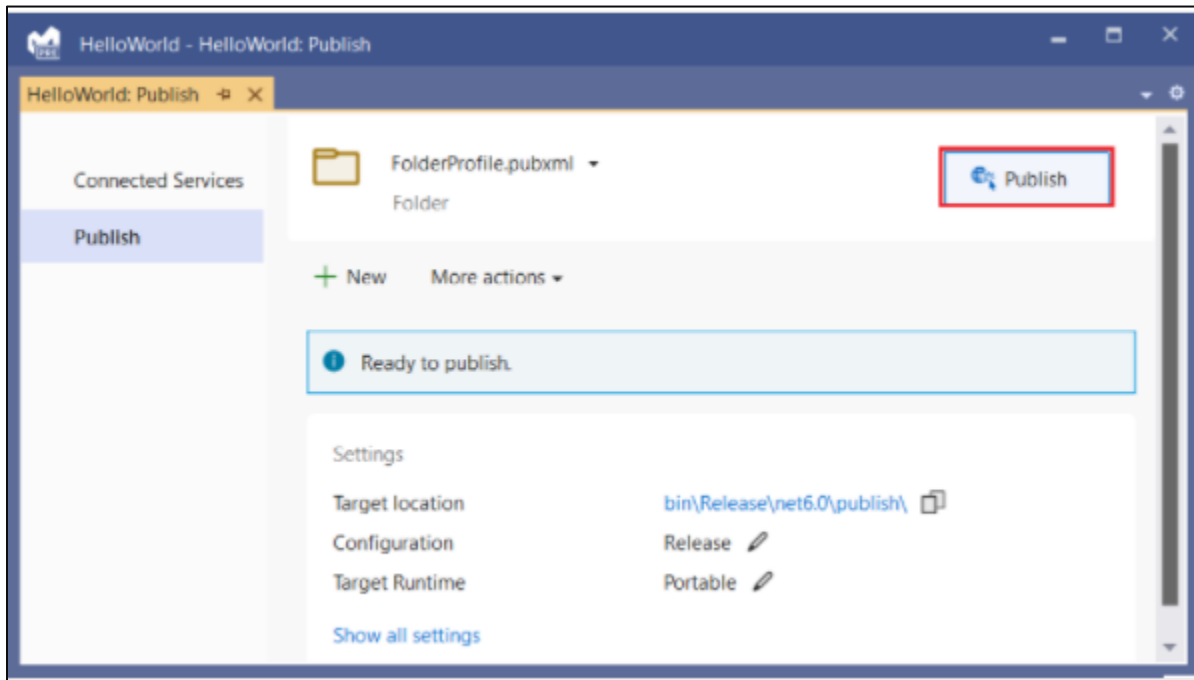 HelloWorld - HelloWorld: Publish
HelloWorld: Publish
Connected Services
Publish
FolderProfile.pubxml
Folder
Publish
New
More actions
Ready to publish.
Settings
Target location bin\Release\net6.0\publish\
Configuration Release
Target Runtime Portable
Show all settings